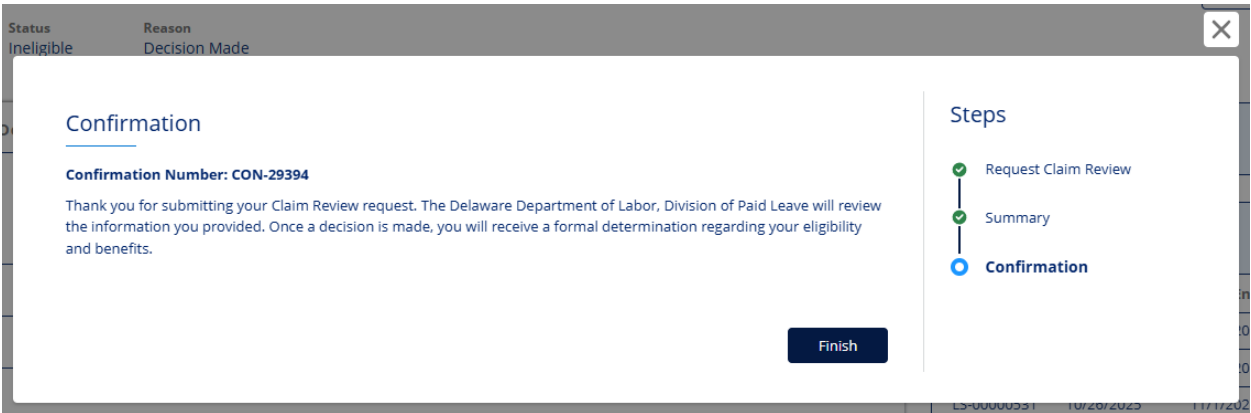 Status
Reason
Ineligible
Decision Made
Confirmation
Confirmation Number: CON-29394
Thank you for submitting your Claim Review request. The Delaware Department of Labor, Division of Paid Leave will review
the information you provided. Once a decision is made, you will receive a formal determination regarding your eligibility
and benefits.
Finish
Steps
Request Claim Review
Summary
Confirmation
LS-00000531
10/26/2025